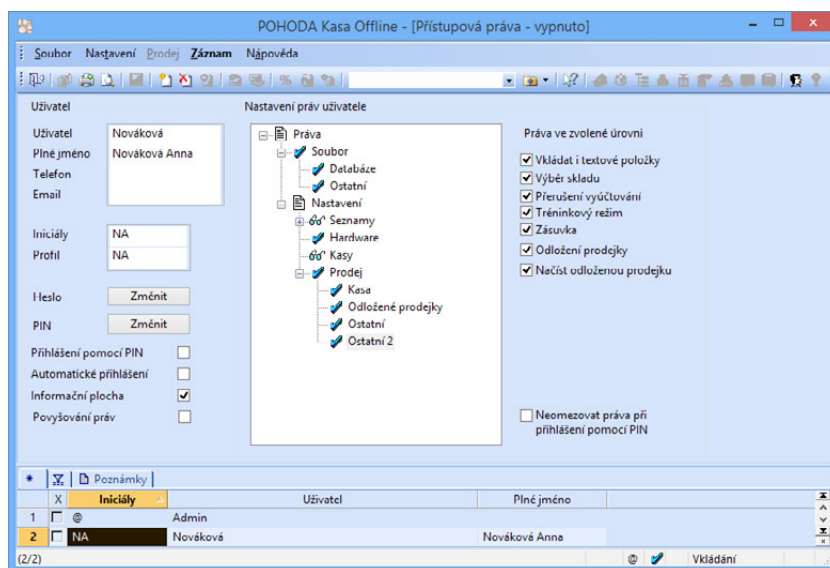 POHODA Kasa Offline - [Přístupová práva - vypnuto]
Soubor Nastavení Prodej Záznam Nápověda
Uživatel
Uživatel Nováková
Plné jméno Nováková Anna
Telefon
Email
Iniciály NA
Profil NA
Heslo Změnit
PIN Změnit
Přihlášení pomocí PIN
Automatické přihlášení
Informační plocha
Povyšování práv
Nastavení práv uživatele
Práva
Soubor
Databáze
Ostatní
Nastavení
Seznamy
Hardware
Kasy
Prodej
Kasa
Odložené prodejky
Ostatní
Ostatní 2
Práva ve zvolené úrovni
Vkládat i textové položky
Výběr skladu
Přerušení vyúčtování
Tréninkový režim
Zásuvka
Odložení prodejky
Načíst odloženou prodejku
Neomezovat práva při
přihlášení pomocí PIN
Poznámky
X Iniciály Uživatel Plné jméno
1 @ Admin
2 NA Nováková Nováková Anna
(2/2) @ Vkládání